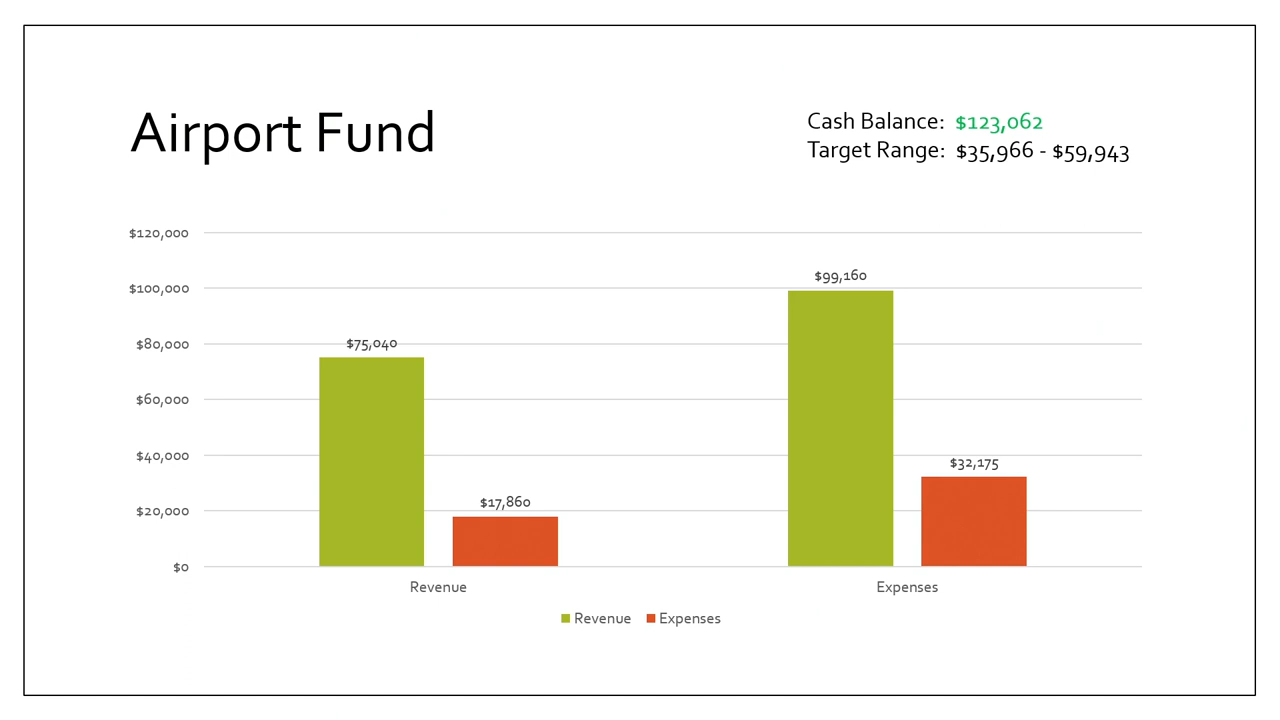 Airport Fund
Cash Balance: $123,062
Target Range: $35,966 - $59,943
$120,000
$100,000
$80,000
$60,000
$40,000
$20,000
$0
$75,040
$17,860
$99,160
$32,175
Revenue
Expenses
Revenue
Expenses